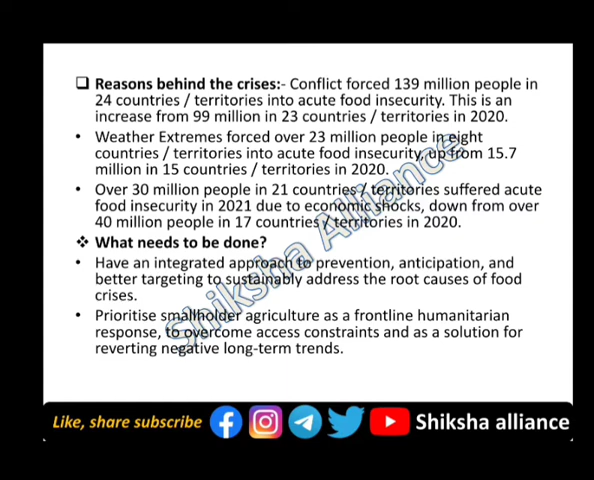 Reasons behind the crises:- Conflict forced 139 million people in
24 countries / territories into acute food insecurity. This is an
increase from 99 million in 23 countries / territories in 2020.
• Weather Extremes forced over 23 million people in eight
countries / territories into acute food insecurity, up from 15.7
million in 15 countries / territories in 2020.
• Over 30 million people in 21 countries / territories suffered acute
food insecurity in 2021 due to economic shocks, down from over
40 million people in 17 countries / territories in 2020.
What needs to be done?
• Have an integrated approach to prevention, anticipation, and
better targeting to sustainably address the root causes of food
crises.
• Prioritise smallholder agriculture as a frontline humanitarian
response, to overcome access constraints and as a solution for
reverting negative long-term trends.
Shiksha Alliance
Like, share subscribe Shiksha alliance